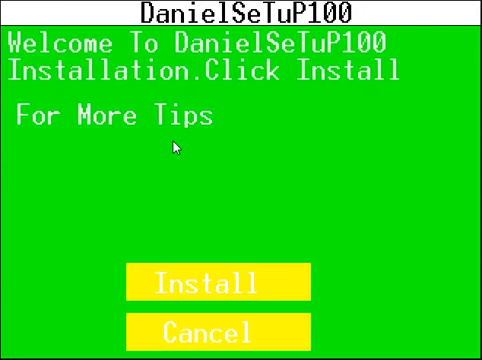 DanielSeTuP100
Welcome To DanielSeTuP100
Installation.Click Install
For More Tips
Install
Cancel